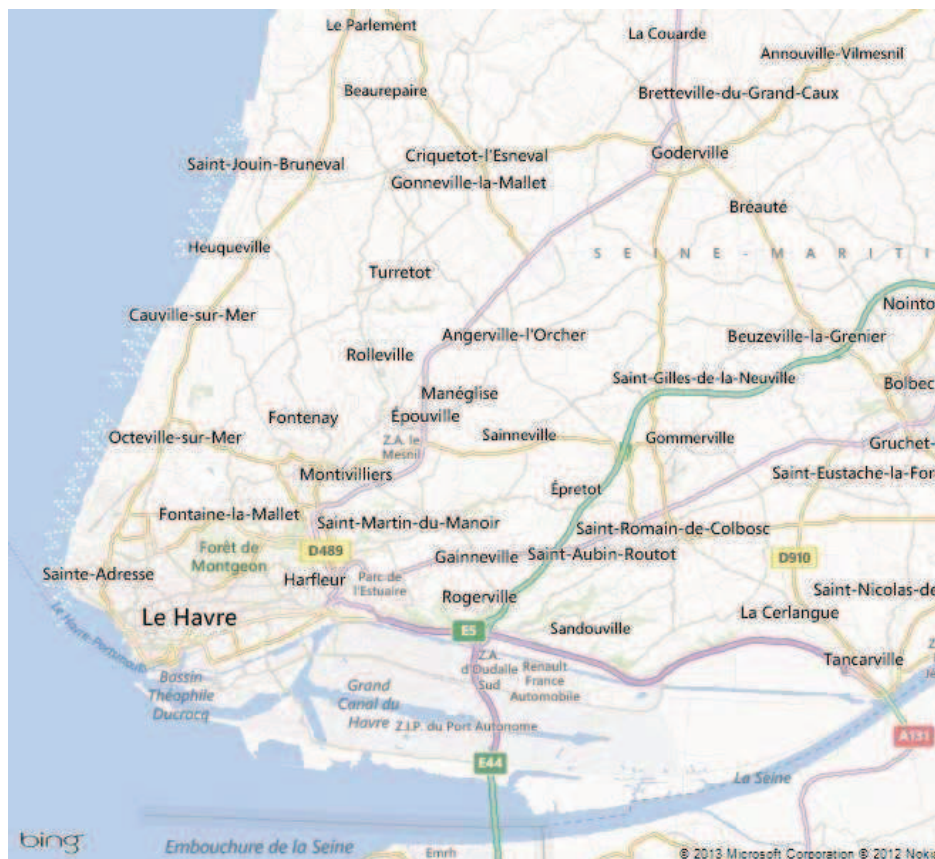 Le Parlement
La Couarde
Annouville-Vilmesnil
Beaurepaire
Bretteville-du-Grand-Caux
Saint-Jouin-Bruneval
Criquetot-l'Esneval
Goderville
Gonneville-la-Mallet
Bréauté
Heuqueville
SEINE-MARITI
Turretot
Nointo
Cauville-sur-Mer
Angerville-l'Orcher
Beuzeville-la-Grenier
Rolleville
Saint-Gilles-de-la-Neuville
Bolbec
Manéglise
Fontenay
Épouville
Octeville-sur-Mer
Z.A. le
Mesnil
Sainneville
Gommerville
Gruchet-
Montivilliers
Saint-Eustache-la-For
Épretot
Fontaine-la-Mallet
Saint-Martin-du-Manoir
Saint-Romain-de-Colbosc
Forêt de
Montgeon
D489
Gainneville
Saint-Aubin-Routot
D910
Sainte-Adresse
Harfleur
Parc de
l'Estuaire
Rogerville
Saint-Nicolas-de
Le Havre
La Cerlangue
Le Havre-Portsmouth
E5
Sandouville
Z.A.
d'Oudalle
Sud
Renault
France
Automobile
Tancarville
Bassin
Théophile
Ducrocq
Grand
Canal du
Havre
Z.I.P. du Port Autonome
A131
E44
La Seine
bing
Embouchure de la Seine
Emrh
© 2013 Microsoft Corporation © 2012 Nokia